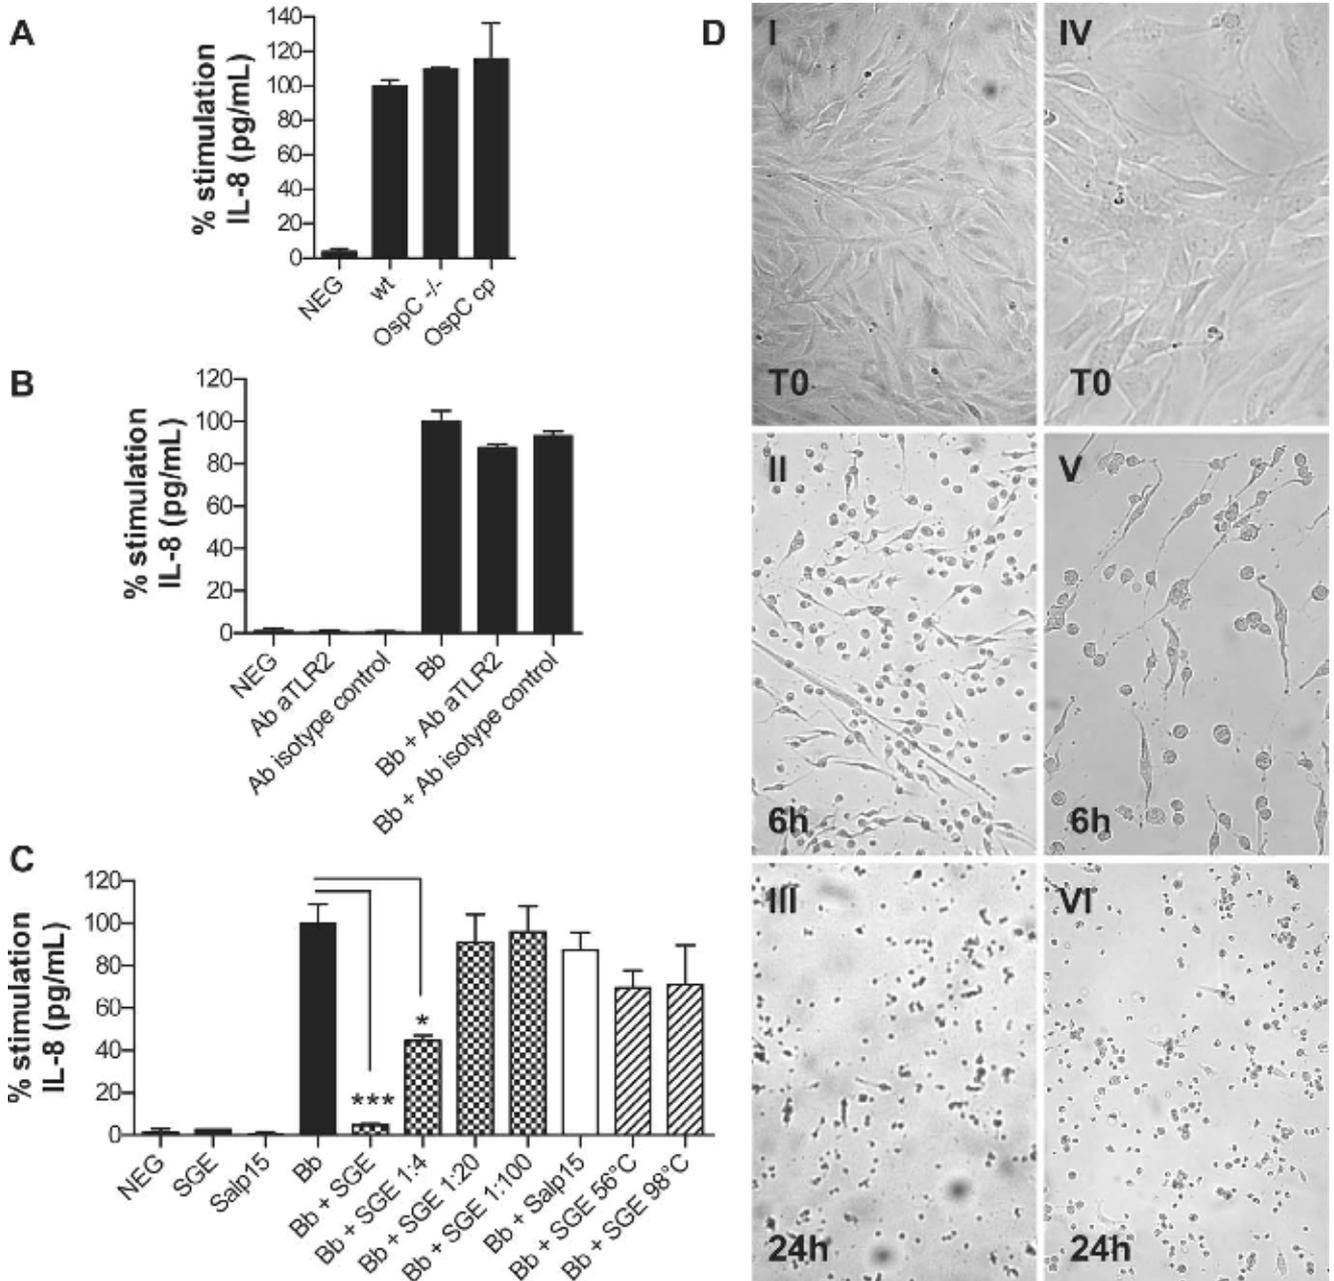 A
% stimulation
IL-8 (pg/mL)
140
120
100
80
60
40
20
0
NEG
wt
OspC -/-
OspC cp
B
% stimulation
IL-8 (pg/mL)
120
100
80
60
40
20
0
NEG
Ab aTLR2
Ab isotype control
Bb
Bb + Ab aTLR2
Bb + Ab isotype control
C
% stimulation
IL-8 (pg/mL)
120
100
80
60
40
20
0
***
*
NEG
SGE
Salp15
Bb
Bb + SGE
Bb + SGE 1:4
Bb + SGE 1:20
Bb + SGE 1:100
Bb + Salp15
Bb + SGE 56°C
Bb + SGE 98°C
D
I
T0
IV
T0
II
6h
V
6h
III
24h
VI
24h